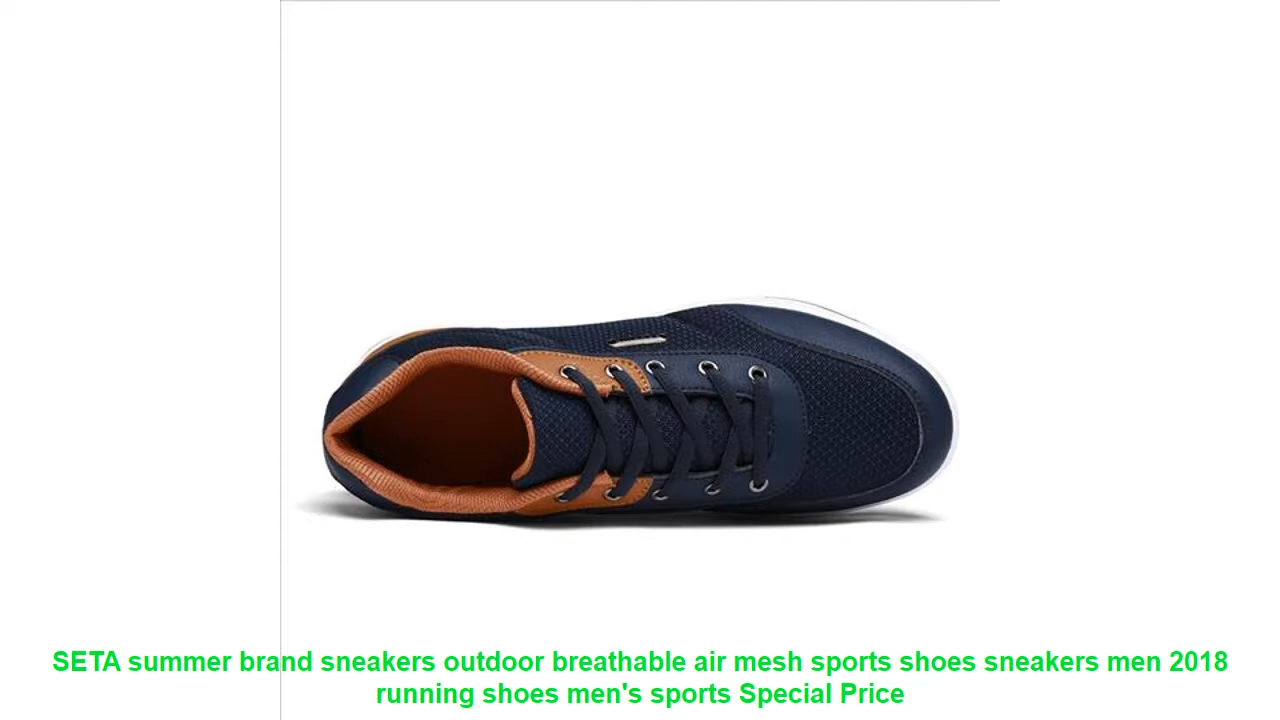 SETA summer brand sneakers outdoor breathable air mesh sports shoes sneakers men 2018
running shoes men's sports Special Price